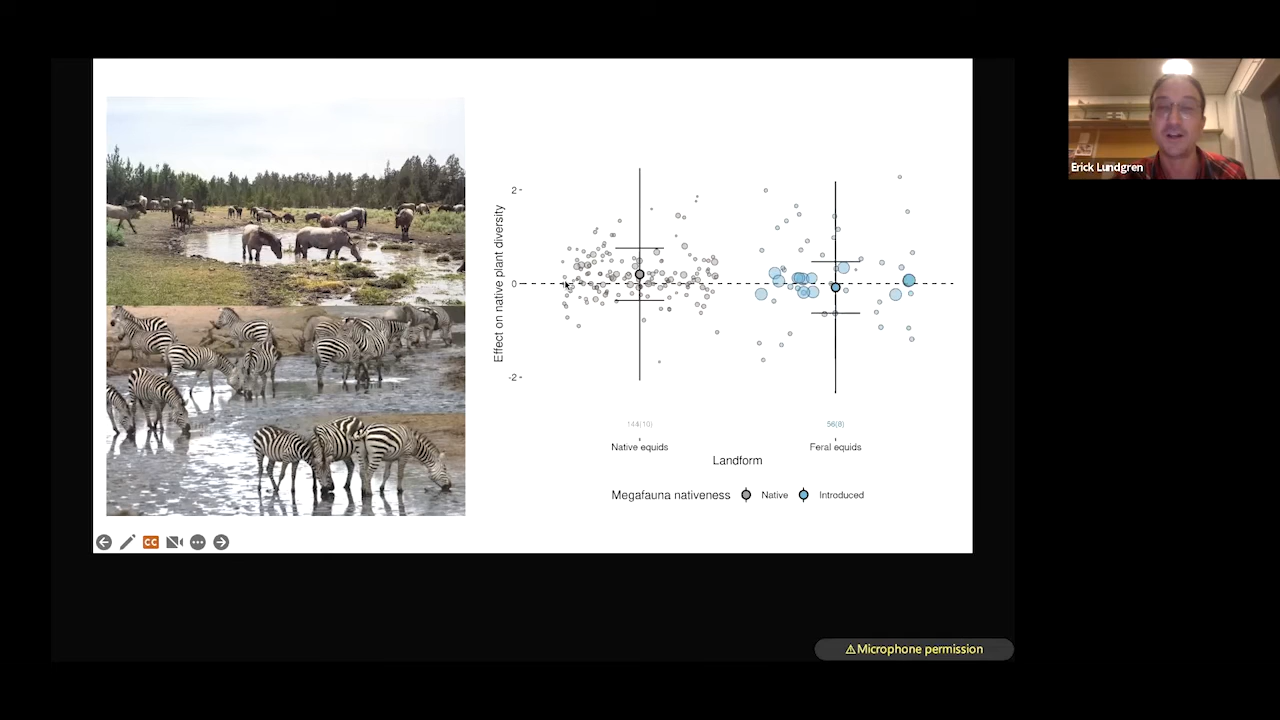 Erick Lundgren
Effect on native plant diversity
2
0
-2
144(10)
56(8)
Native equids
Feral equids
Landform
Megafauna nativeness
Native
Introduced
CC
⚠Microphone permission